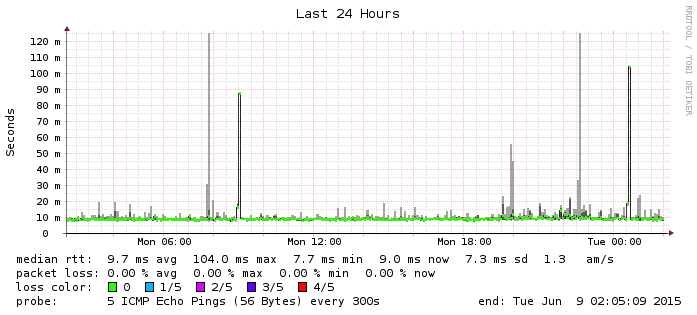 Last 24 Hours
RRDTOOL / TOBI OETIKER
Seconds
120 m
110 m
100 m
90 m
80 m
70 m
60 m
50 m
40 m
30 m
20 m
10 m
0
Mon 06:00 Mon 12:00 Mon 18:00 Tue 00:00
median rtt: 9.7 ms avg 104.0 ms max 7.7 ms min 9.0 ms now 7.3 ms sd 1.3 am/s
packet loss: 0.00 % avg 0.00 % max 0.00 % min 0.00 % now
loss color: 0 1/5 2/5 3/5 4/5
probe: 5 ICMP Echo Pings (56 Bytes) every 300s end: Tue Jun 9 02:05:09 2015